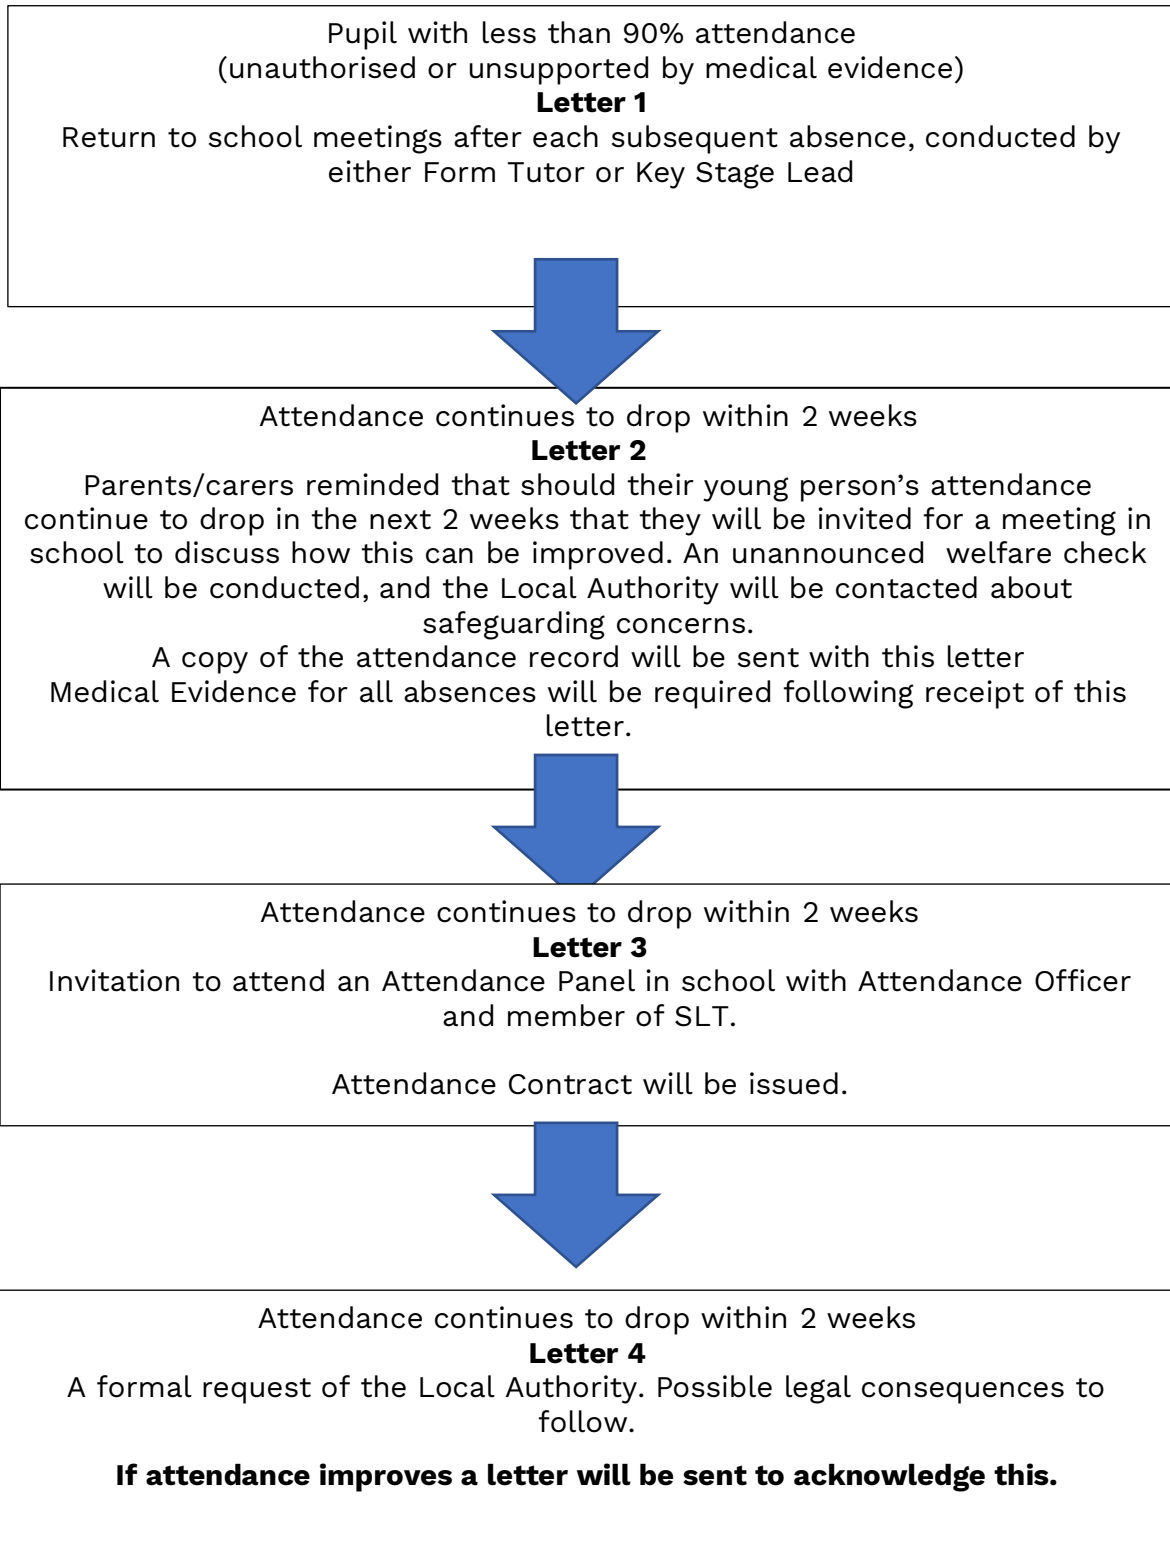 Pupil with less than 90% attendance
(unauthorised or unsupported by medical evidence)
Letter 1
Return to school meetings after each subsequent absence, conducted by
either Form Tutor or Key Stage Lead
Attendance continues to drop within 2 weeks
Letter 2
Parents/carers reminded that should their young person’s attendance
continue to drop in the next 2 weeks that they will be invited for a meeting in
school to discuss how this can be improved. An unannounced  welfare check
will be conducted, and the Local Authority will be contacted about
safeguarding concerns.
A copy of the attendance record will be sent with this letter
Medical Evidence for all absences will be required following receipt of this
letter.
Attendance continues to drop within 2 weeks
Letter 3
Invitation to attend an Attendance Panel in school with Attendance Officer
and member of SLT.
Attendance Contract will be issued.
Attendance continues to drop within 2 weeks
Letter 4
A formal request of the Local Authority. Possible legal consequences to
follow.
If attendance improves a letter will be sent to acknowledge this.